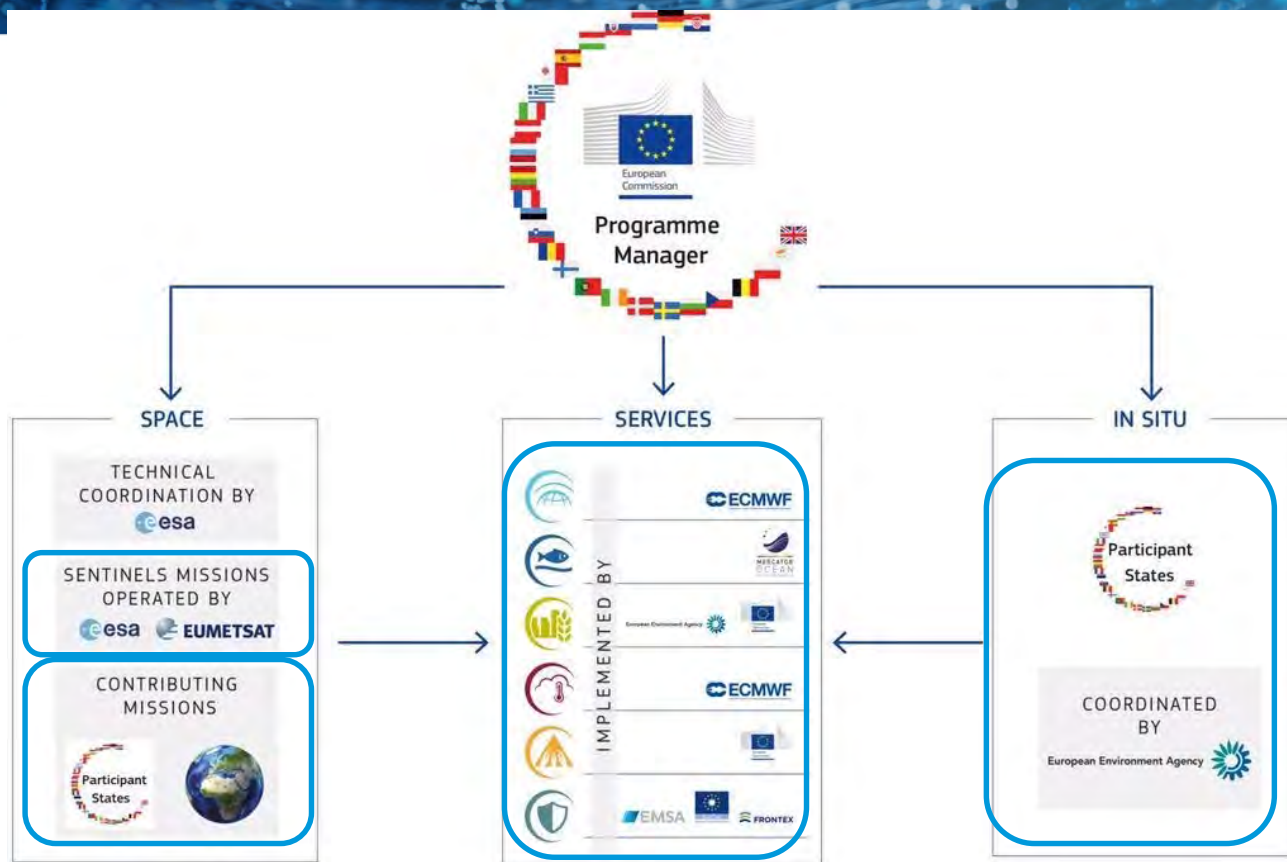 European
Commission
Programme
Manager
SPACE
TECHNICAL
COORDINATION BY
esa
SENTINELS MISSIONS
OPERATED BY
esa EUMETSAT
CONTRIBUTING
MISSIONS
Participant
States
SERVICES
IMPLEMENTED BY
ECMWF
MERCATOR
OCEAN
European Environment Agency
ECMWF
EMSA FRONTEX
IN SITU
Participant
States
COORDINATED
BY
European Environment Agency